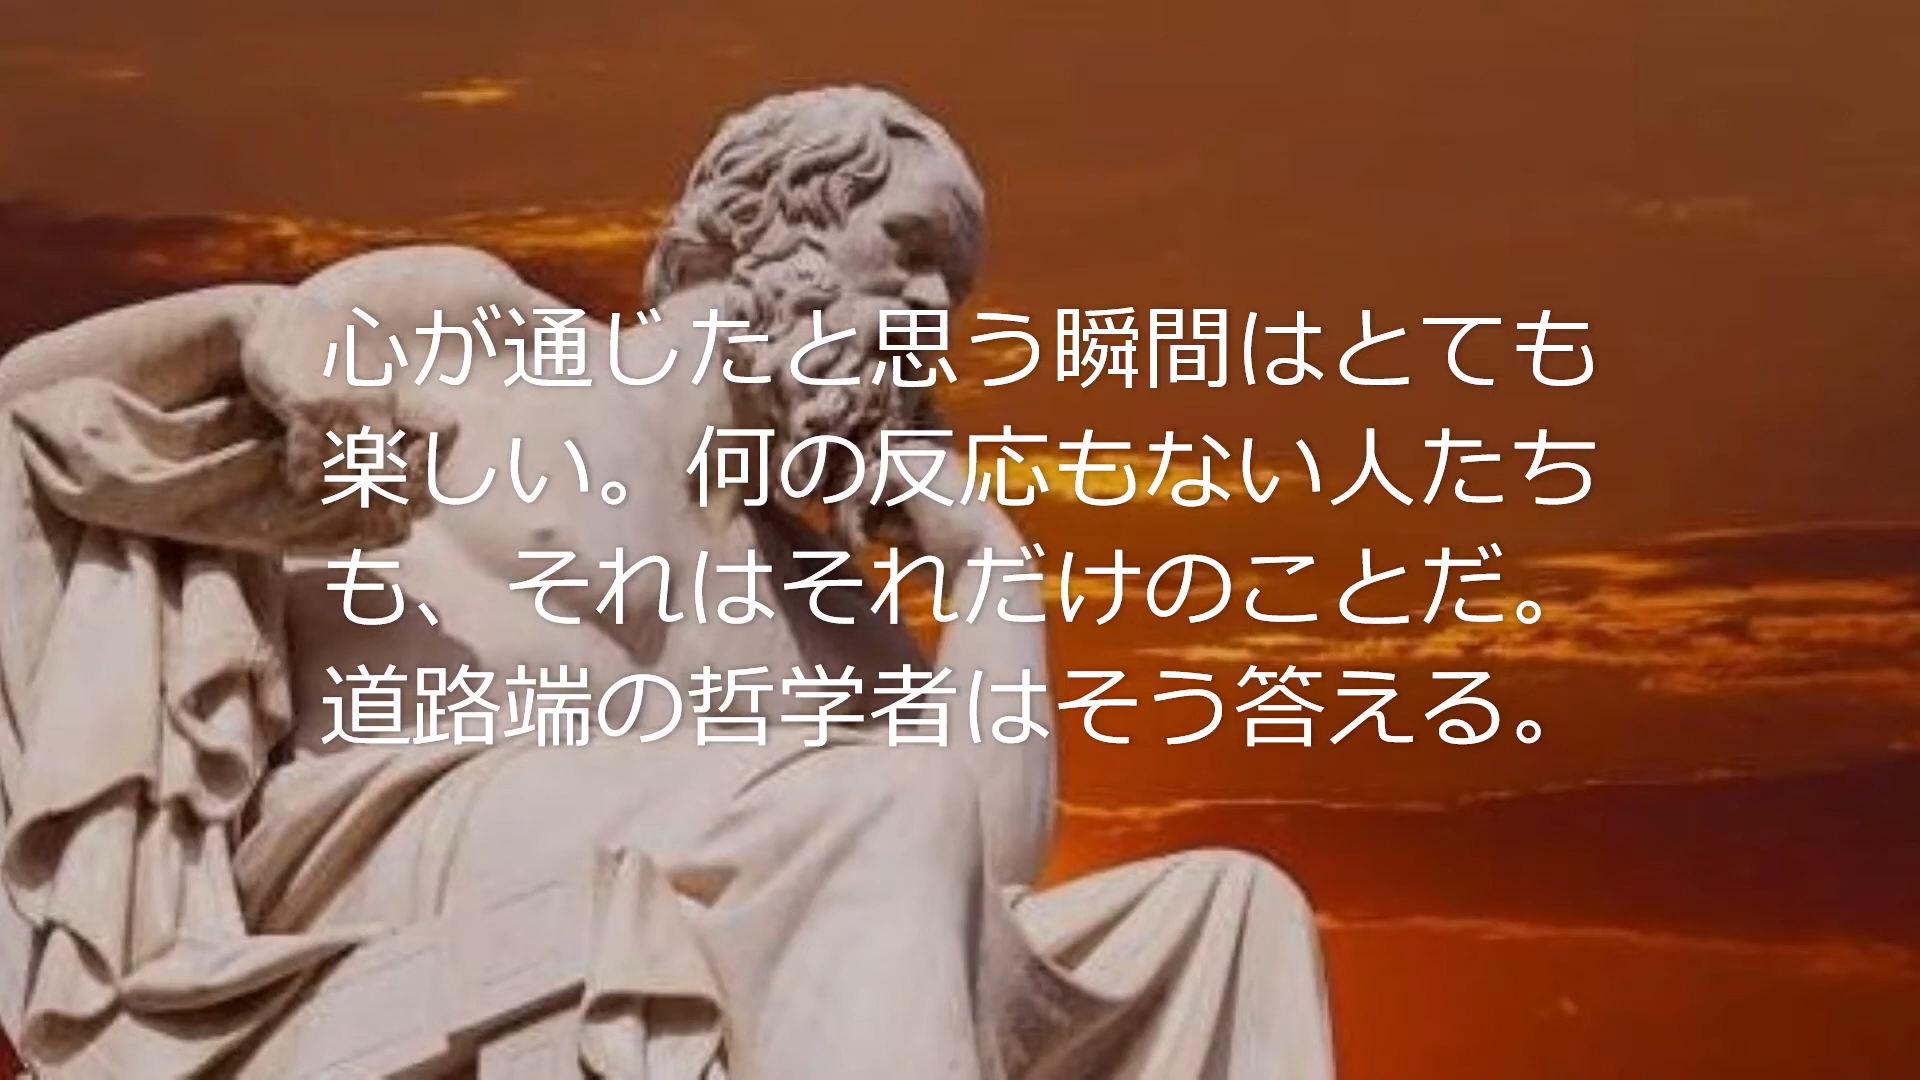 心が通じたと思う瞬間はとても
楽しい。何の反応もない人たち
も、それはそれだけのことだ。
道路端の哲学者はそう答える。